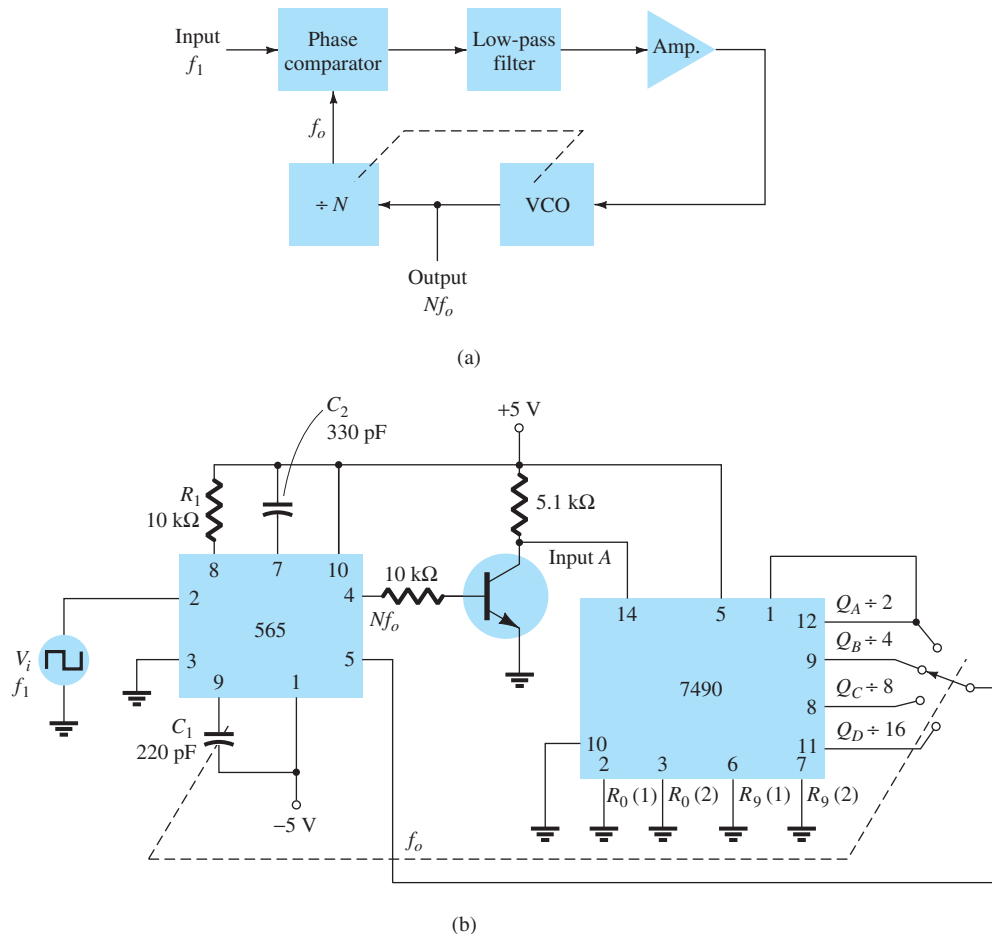 Input
f1
Phase
comparator
Low-pass
filter
Amp.
fo
÷ N
VCO
Output
Nfo
(a)
C2
330 pF
+5 V
R1
10 kΩ
5.1 kΩ
Input A
8
7
10
10 kΩ
2
4
Nfo
565
14
5
1
12
QA ÷ 2
QB ÷ 4
9
Vi
f1
3
5
7490
QC ÷ 8
8
9
1
C1
220 pF
QD ÷ 16
11
10
2
3
6
7
R0 (1)
R0 (2)
R9 (1)
R9 (2)
−5 V
fo
(b)